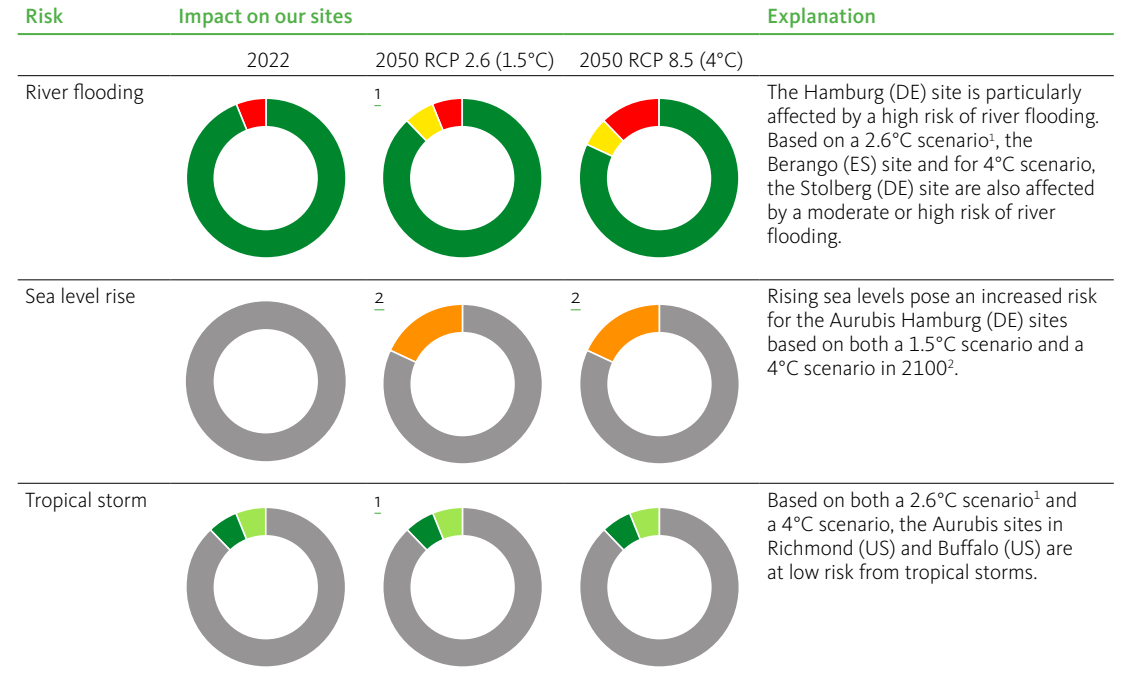 Risk
Impact on our sites
Explanation
2022
2050 RCP 2.6 (1.5°C)
2050 RCP 8.5 (4°C)
River flooding
1
The Hamburg (DE) site is particularly
affected by a high risk of river flooding.
Based on a 2.6°C scenario¹, the
Berango (ES) site and for 4°C scenario,
the Stolberg (DE) site are also affected
by a moderate or high risk of river
flooding.
Sea level rise
2
2
Rising sea levels pose an increased risk
for the Aurubis Hamburg (DE) sites
based on both a 1.5°C scenario and a
4°C scenario in 2100².
Tropical storm
1
Based on both a 2.6°C scenario¹ and
a 4°C scenario, the Aurubis sites in
Richmond (US) and Buffalo (US) are
at low risk from tropical storms.